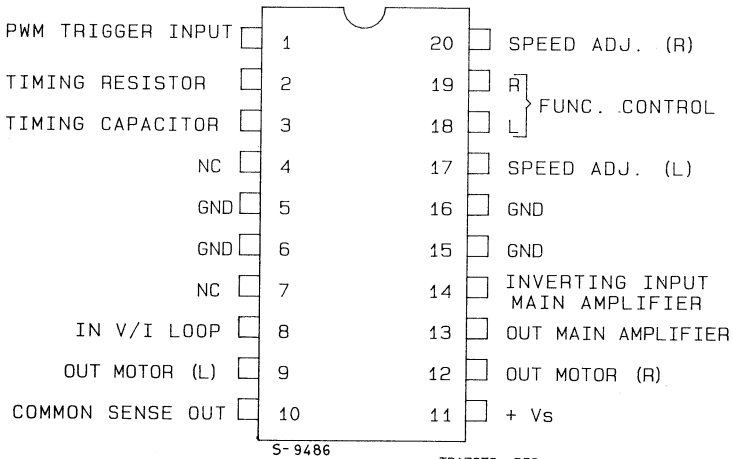 PWM TRIGGER INPUT 1
TIMING RESISTOR 2
TIMING CAPACITOR 3
NC 4
GND 5
GND 6
NC 7
IN V/I LOOP 8
OUT MOTOR (L) 9
COMMON SENSE OUT 10
20 SPEED ADJ. (R)
19 R
18 L
FUNC. CONTROL
17 SPEED ADJ. (L)
16 GND
15 GND
14 INVERTING INPUT
MAIN AMPLIFIER
13 OUT MAIN AMPLIFIER
12 OUT MOTOR (R)
11 + Vs
S-9486